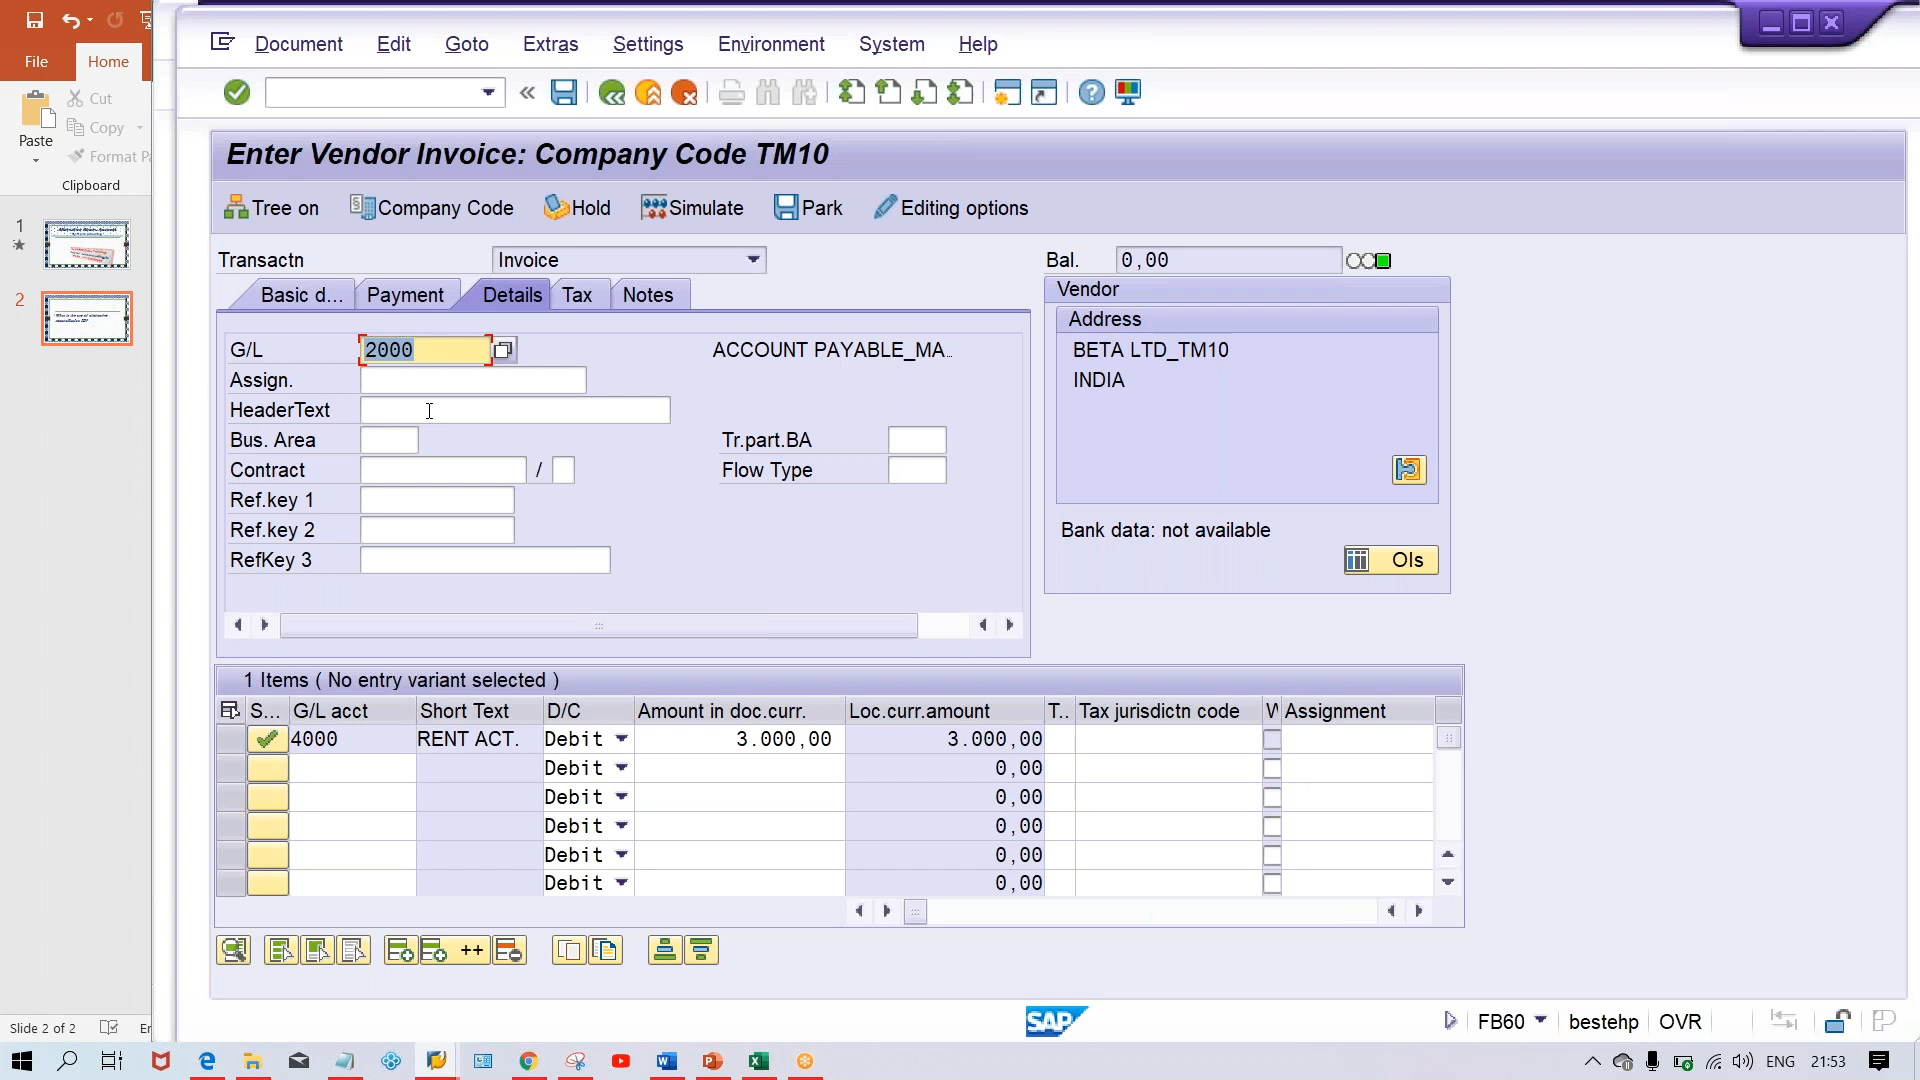 File
Home
Cut
Copy
Paste
Format Pa
Clipboard
1
2
Slide 2 of 2
Document Edit Goto Extras Settings Environment System Help
Enter Vendor Invoice: Company Code TM10
Tree on Company Code Hold Simulate Park Editing options
Transactn Invoice Bal. 0,00
Basic d... Payment Details Tax Notes
Vendor
Address
G/L 2000 ACCOUNT PAYABLE_MA… BETA LTD_TM10
Assign. INDIA
HeaderText
Bus. Area Tr.part.BA
Contract / Flow Type
Ref.key 1
Ref.key 2 Bank data: not available
RefKey 3 OIs
1 Items ( No entry variant selected )
S... G/L acct Short Text D/C Amount in doc.curr. Loc.curr.amount T.. Tax jurisdictn code W Assignment
4000 RENT ACT. Debit 3.000,00 3.000,00
Debit 0,00
Debit 0,00
Debit 0,00
Debit 0,00
Debit 0,00
++
SAP FB60 bestehp OVR
ENG 21:53